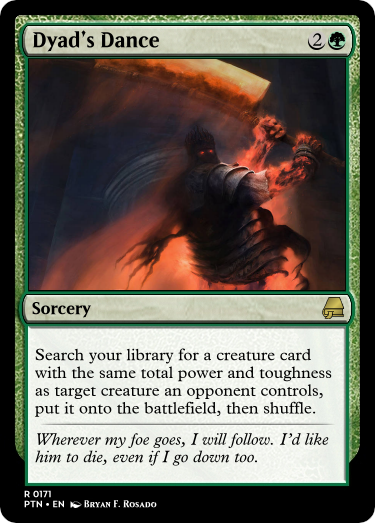 Dyad's Dance 2
Sorcery
Search your library for a creature card
with the same total power and toughness
as target creature an opponent controls,
put it onto the battlefield, then shuffle.
Wherever my foe goes, I will follow. I'd like
him to die, even if I go down too.
R 0171
PTN • EN Bryan F. Rosado